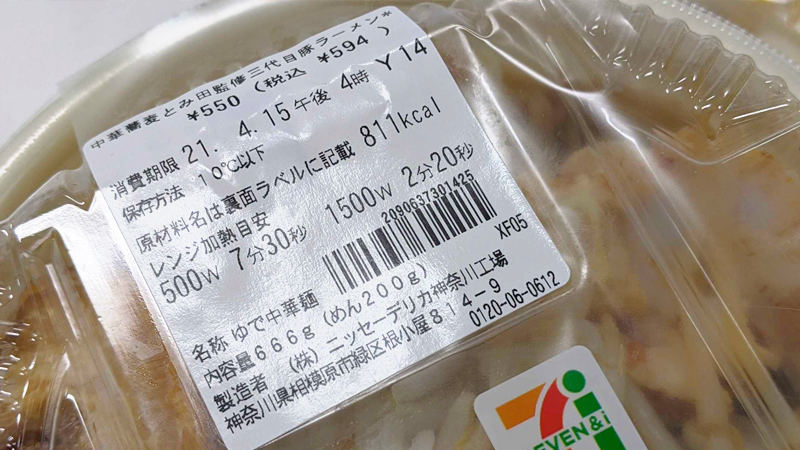 中華蕎麦とみ田監修三代目豚ラーメン*
¥550 (税込 ¥594 )
消費期限 21. 4. 15 午後 4時 Y14
保存方法 10℃以下
原材料名は裏面ラベルに記載 811kcal
レンジ加熱目安
500W 7分30秒 1500W 2分20秒
2090637301425
XF05
名称 ゆで中華麺
内容量666g (めん200g)
製造者 (株)ニッセーデリカ神奈川工場
神奈川県相模原市緑区根小屋814-9
0120-06-0612
7i
EVEN&i